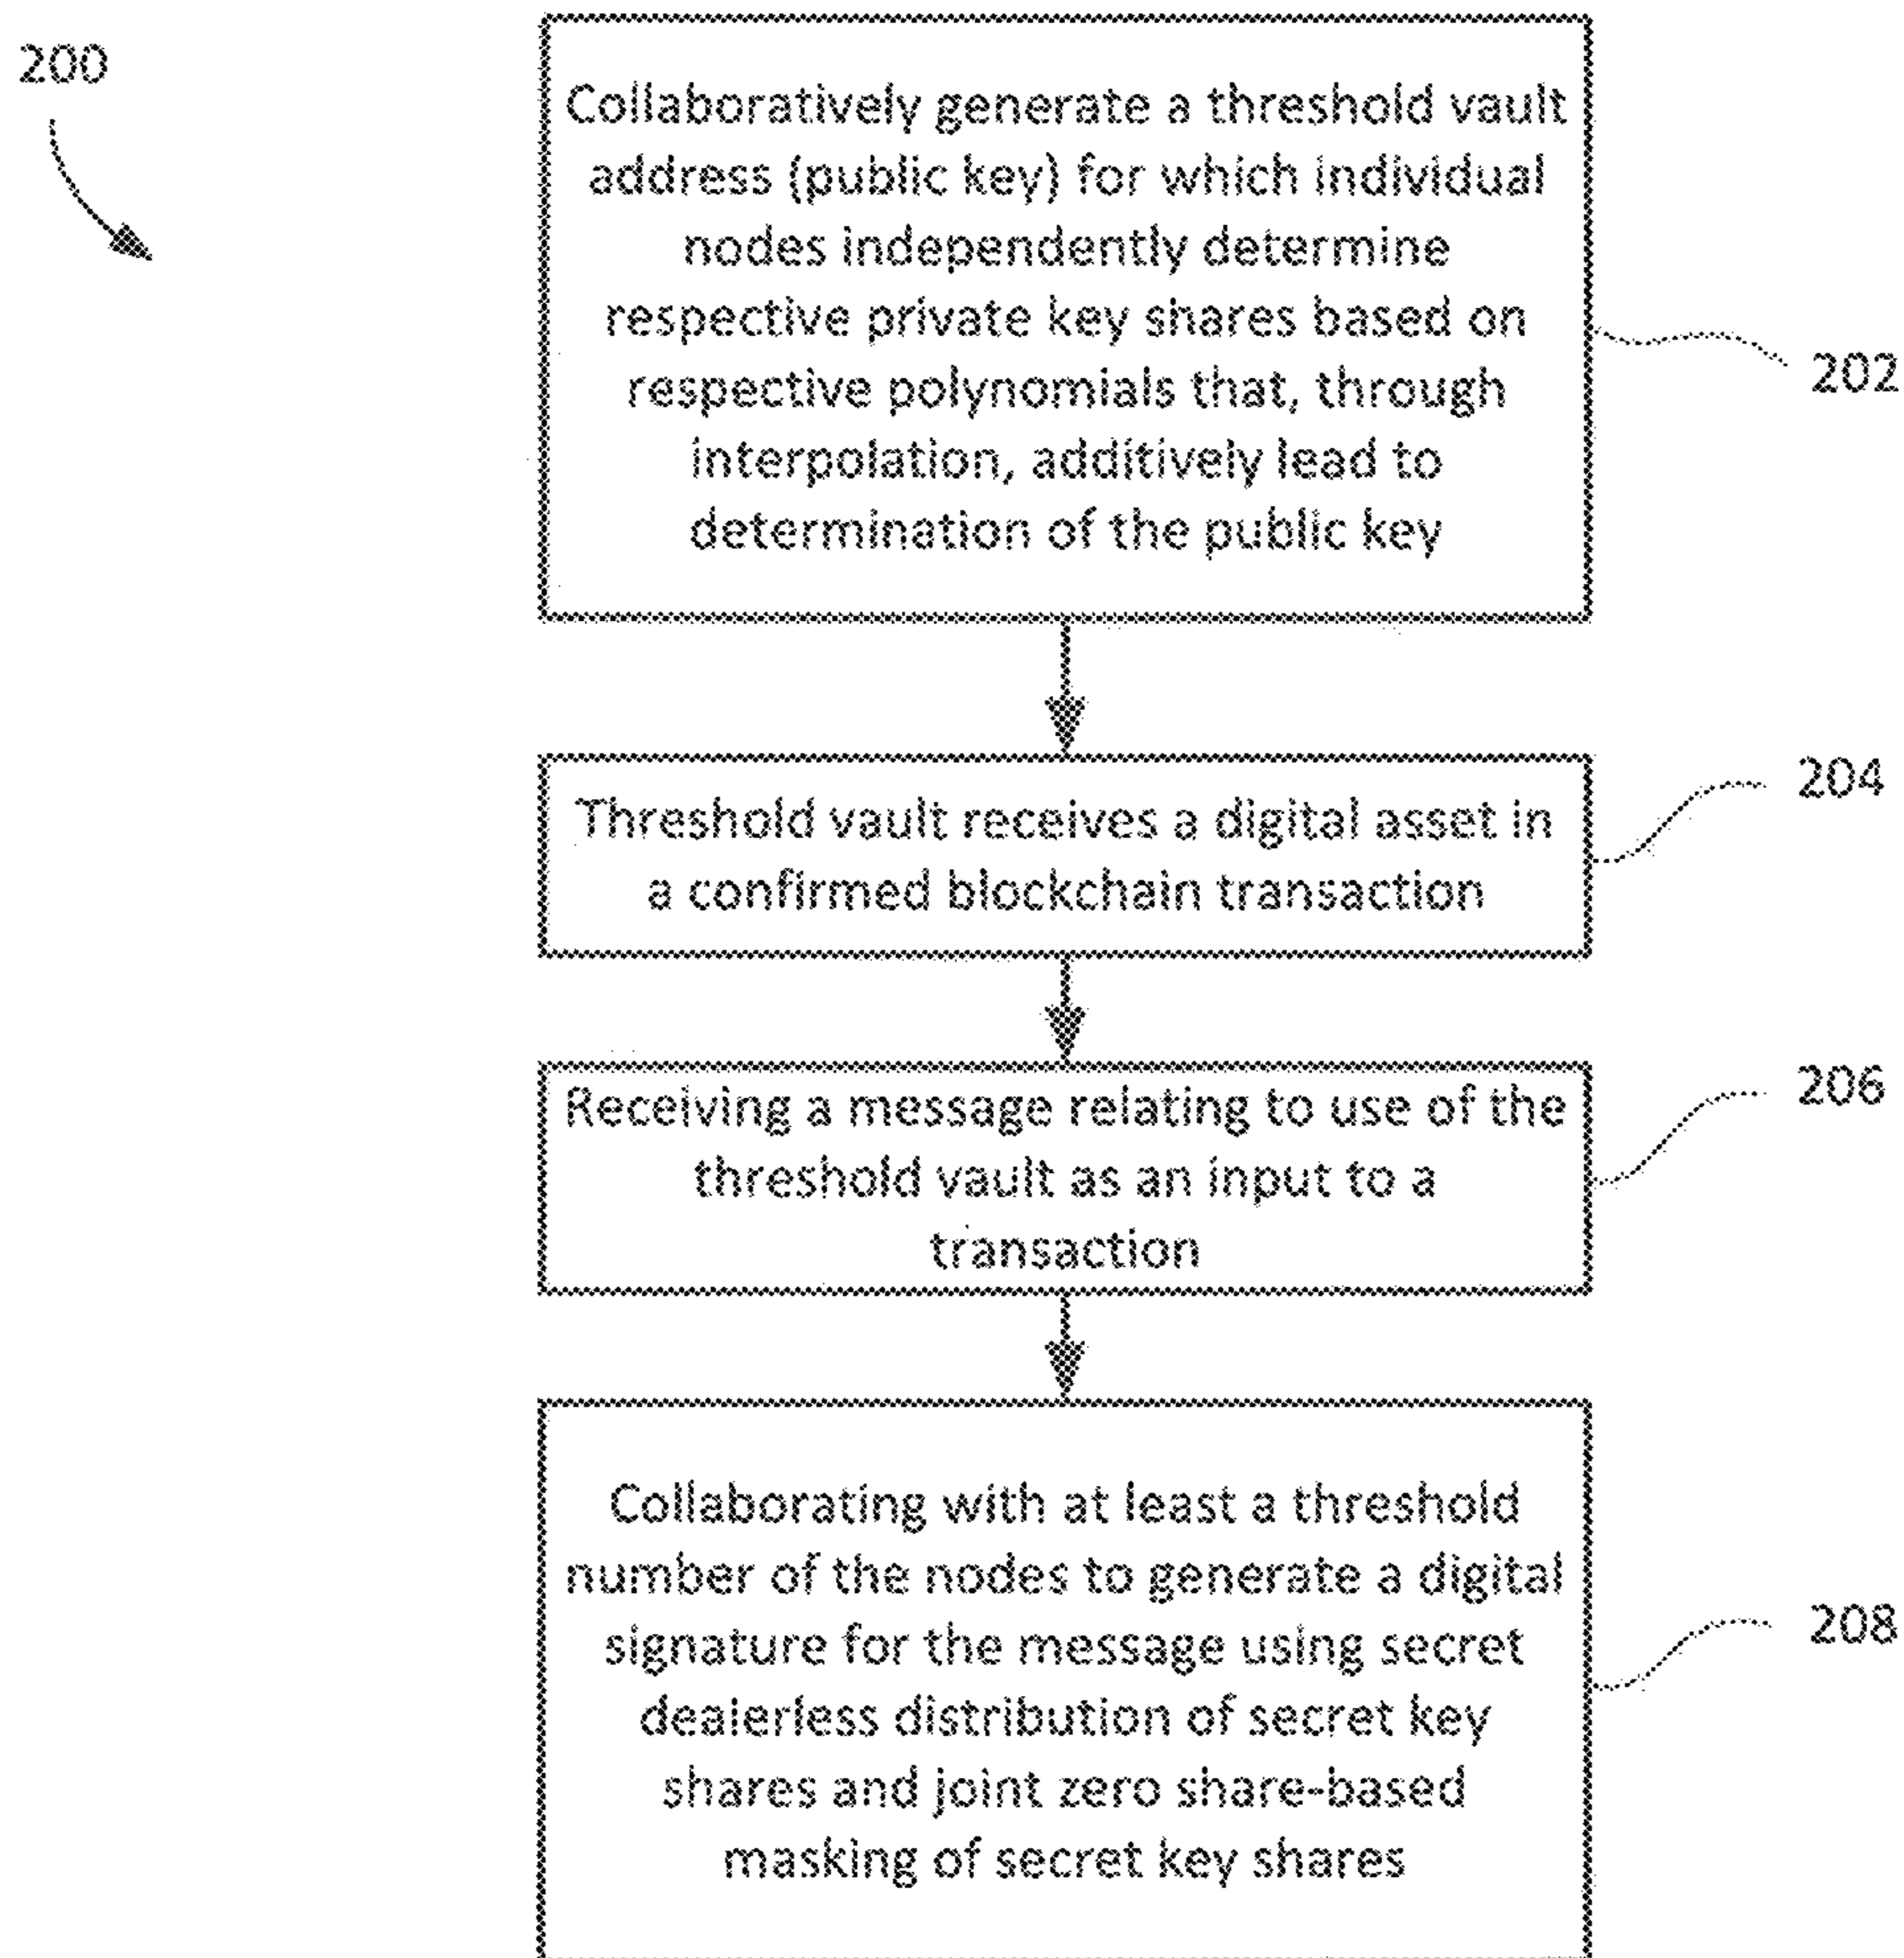 200
Collaboratively generate a threshold vault
address (public key) for which individual
nodes independently determine
respective private key shares based on
respective polynomials that, through
interpolation, additively lead to
determination of the public key
202
Threshold vault receives a digital asset in
a confirmed blockchain transaction
204
Receiving a message relating to use of the
threshold vault as an input to a
transaction
206
Collaborating with at least a threshold
number of the nodes to generate a digital
signature for the message using secret
dealerless distribution of secret key
shares and joint zero share-based
masking of secret key shares
208